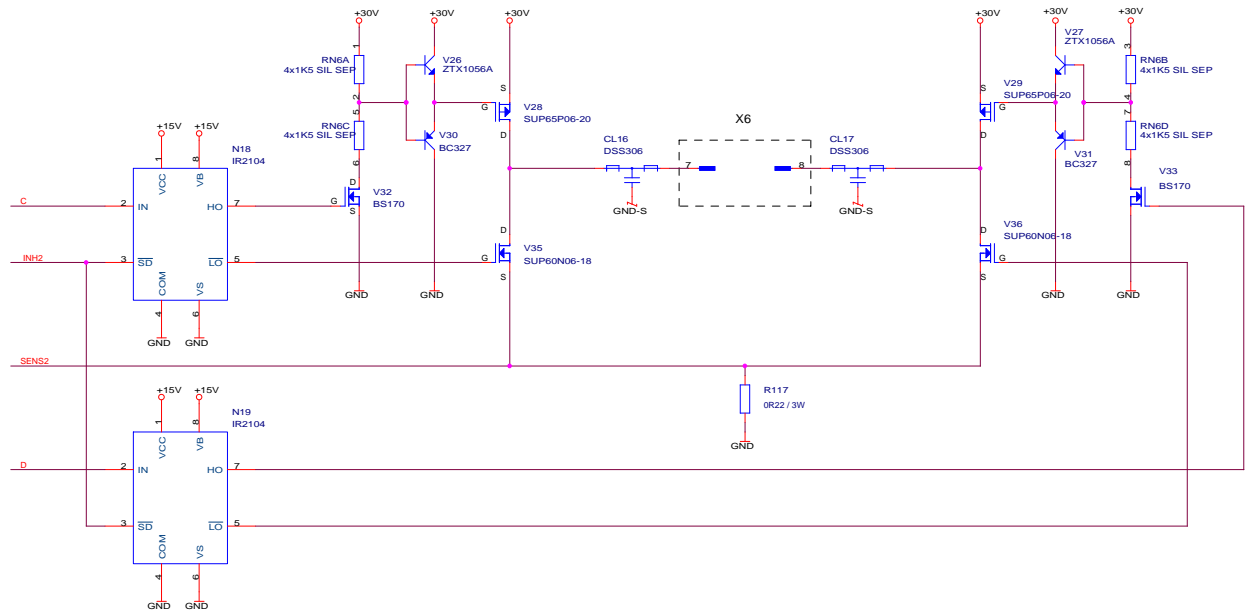 +30V
+30V
+30V
+30V
+30V
+30V
1
RN6A
4x1K5 SIL SEP
2
5
RN6C
4x1K5 SIL SEP
6
V26
ZTX1056A
V30
BC327
S
G
D
V28
SUP65P06-20
V27
ZTX1056A
V31
BC327
S
G
D
V29
SUP65P06-20
3
RN6B
4x1K5 SIL SEP
4
7
RN6D
4x1K5 SIL SEP
8
X6
CL16
DSS306
7
GND-S
8
CL17
DSS306
GND-S
+15V
+15V
N18
IR2104
1
8
VCC
VB
C
2
IN
HO
7
INH2
3
SD
LO
5
COM
VS
4
6
GND
GND
D
G
S
V32
BS170
GND
GND
D
G
S
V35
SUP60N06-18
D
G
S
V36
SUP60N06-18
V33
BS170
GND
GND
SENS2
R117
0R22 / 3W
GND
+15V
+15V
N19
IR2104
1
8
VCC
VB
D
2
IN
HO
7
3
SD
LO
5
COM
VS
4
6
GND
GND